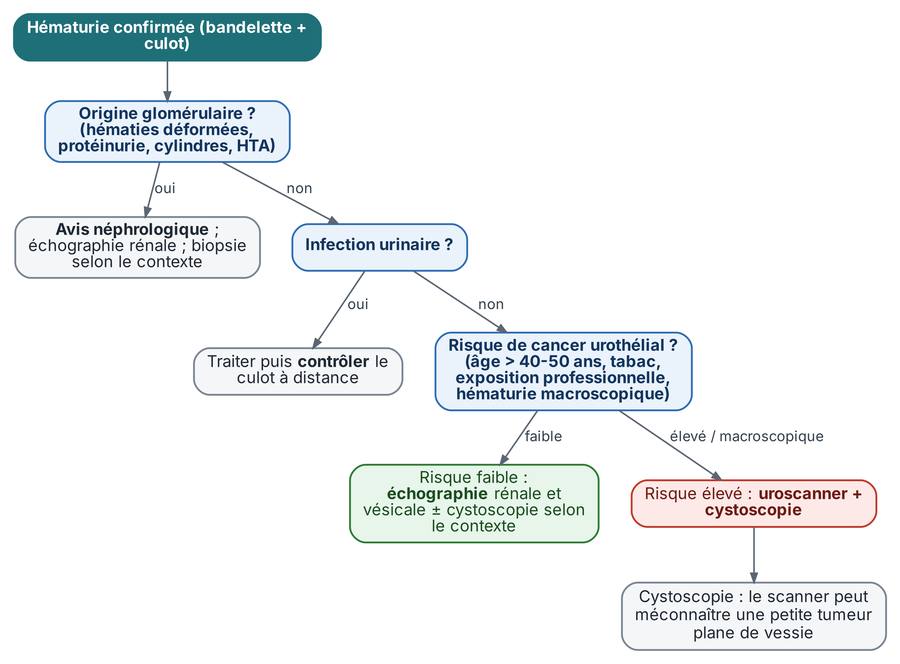 Hématurie confirmée (bandelette +
culot)
Origine glomérulaire ?
(hématies déformées,
protéinurie, cylindres, HTA)
oui
non
Avis néphrologique ;
échographie rénale ; biopsie
selon le contexte
Infection urinaire ?
oui
non
Traiter puis contrôler le
culot à distance
Risque de cancer urothélial ?
(âge > 40-50 ans, tabac,
exposition professionnelle,
hématurie macroscopique)
faible
élevé / macroscopique
Risque faible :
échographie rénale et
vésicale ± cystoscopie selon
le contexte
Risque élevé : uroscanner +
cystoscopie
Cystoscopie : le scanner peut
méconnaître une petite tumeur
plane de vessie